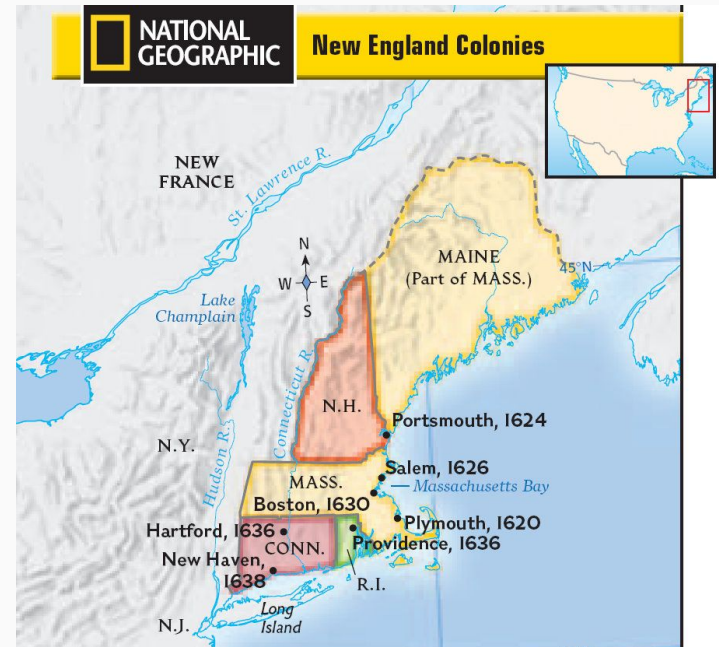 NATIONAL
GEOGRAPHIC
New England Colonies
NEW
FRANCE
St. Lawrence R.
N
W E
S
MAINE
(Part of MASS.)
45°N
Lake
Champlain
Connecticut R.
N.H.
Portsmouth, 1624
N.Y.
Hudson R.
Salem, 1626
MASS.
Massachusetts Bay
Boston, 1630
Plymouth, 1620
Hartford, 1636
Providence, 1636
CONN.
New Haven,
1638
R.I.
Long
Island
N.J.